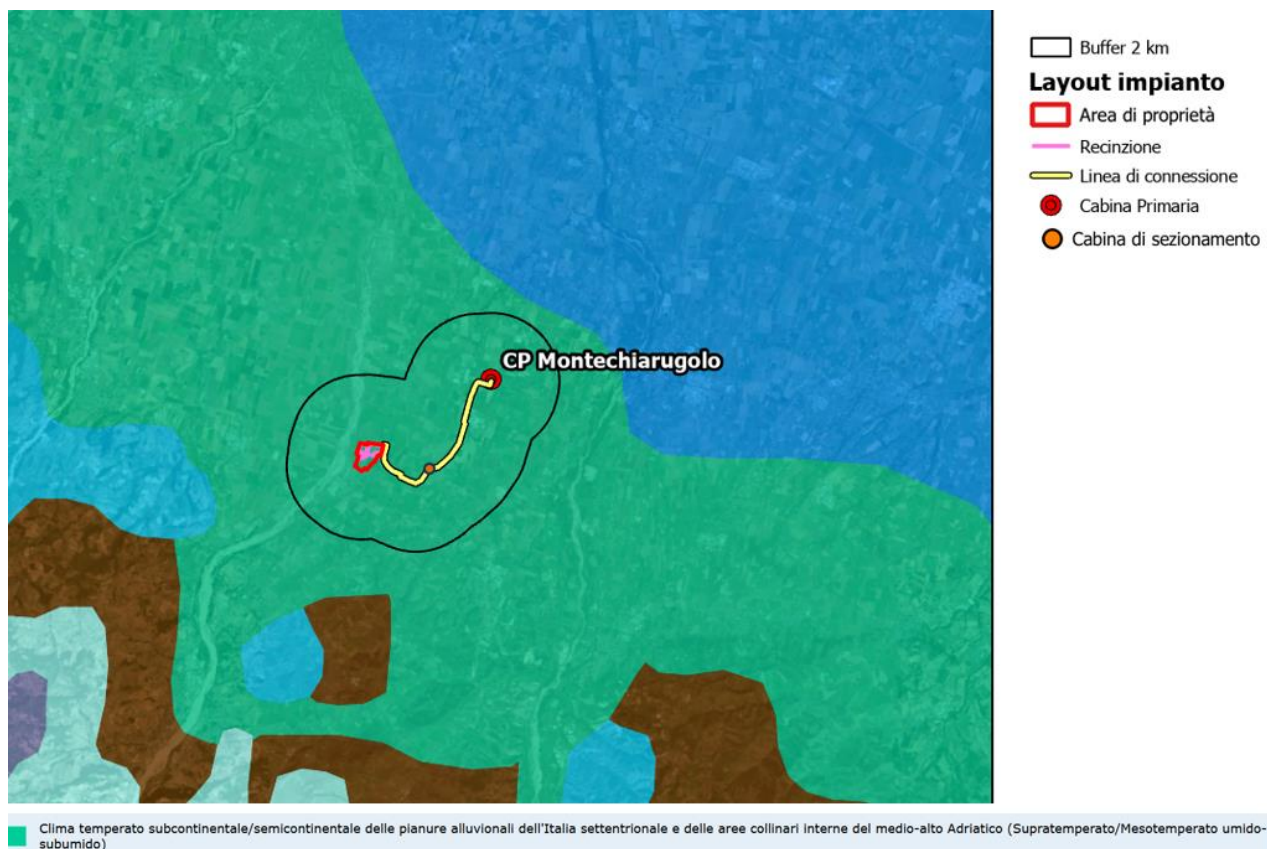 Buffer 2 km
Layout impianto
Area di proprietà
Recinzione
Linea di connessione
Cabina Primaria
Cabina di sezionamento
CP Montechiarugolo
Clima temperato subcontinentale/semicontinentale delle pianure alluvionali dell'Italia settentrionale e delle aree collinari interne del medio-alto Adriatico (Supratemperato/Mesotemperato umido-
subumido)